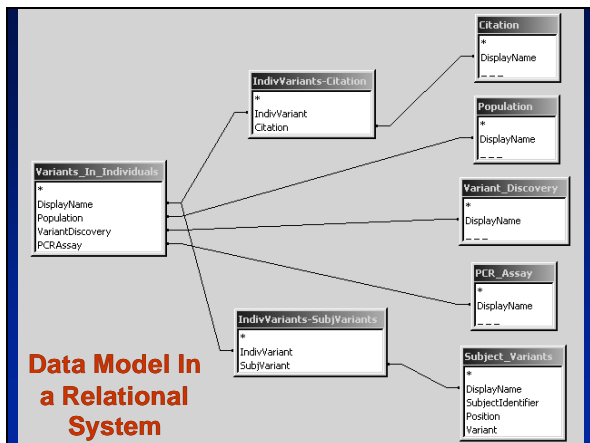 Citation
*
DisplayName
_ _ _
IndivVariants-Citation
*
IndivVariant
Citation
Population
*
DisplayName
_ _ _
Variants_In_Individuals
*
DisplayName
Population
VariantDiscovery
PCRAssay
Variant_Discovery
*
DisplayName
_ _ _
PCR_Assay
*
DisplayName
_ _ _
IndivVariants-SubjVariants
*
IndivVariant
SubjVariant
Subject_Variants
*
DisplayName
SubjectIdentifier
Position
Variant
Data Model In
a Relational
System